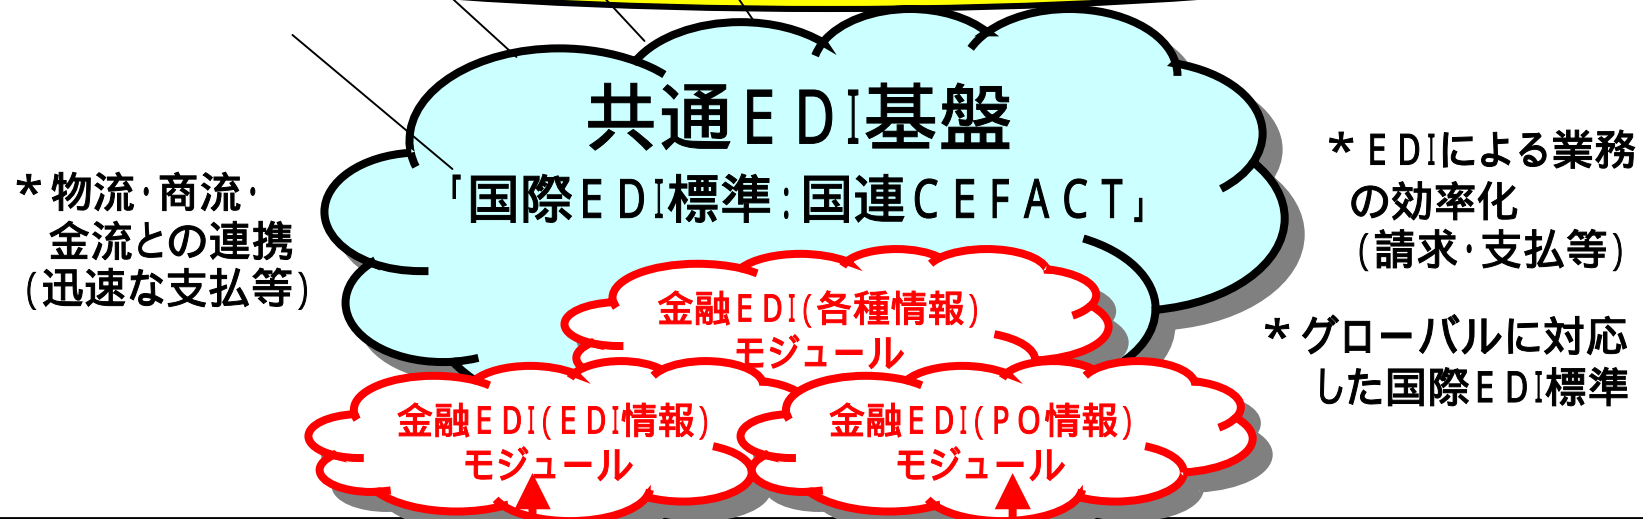 共通EDI基盤
「国際EDI標準：国連CEFACT」
＊物流・商流・
金流との連携
(迅速な支払等)
＊EDIによる業務
の効率化
(請求・支払等)
＊グローバルに対応
した国際EDI標準
金融EDI(各種情報)
モジュール
金融EDI(EDI情報)
モジュール
金融EDI(PO情報)
モジュール